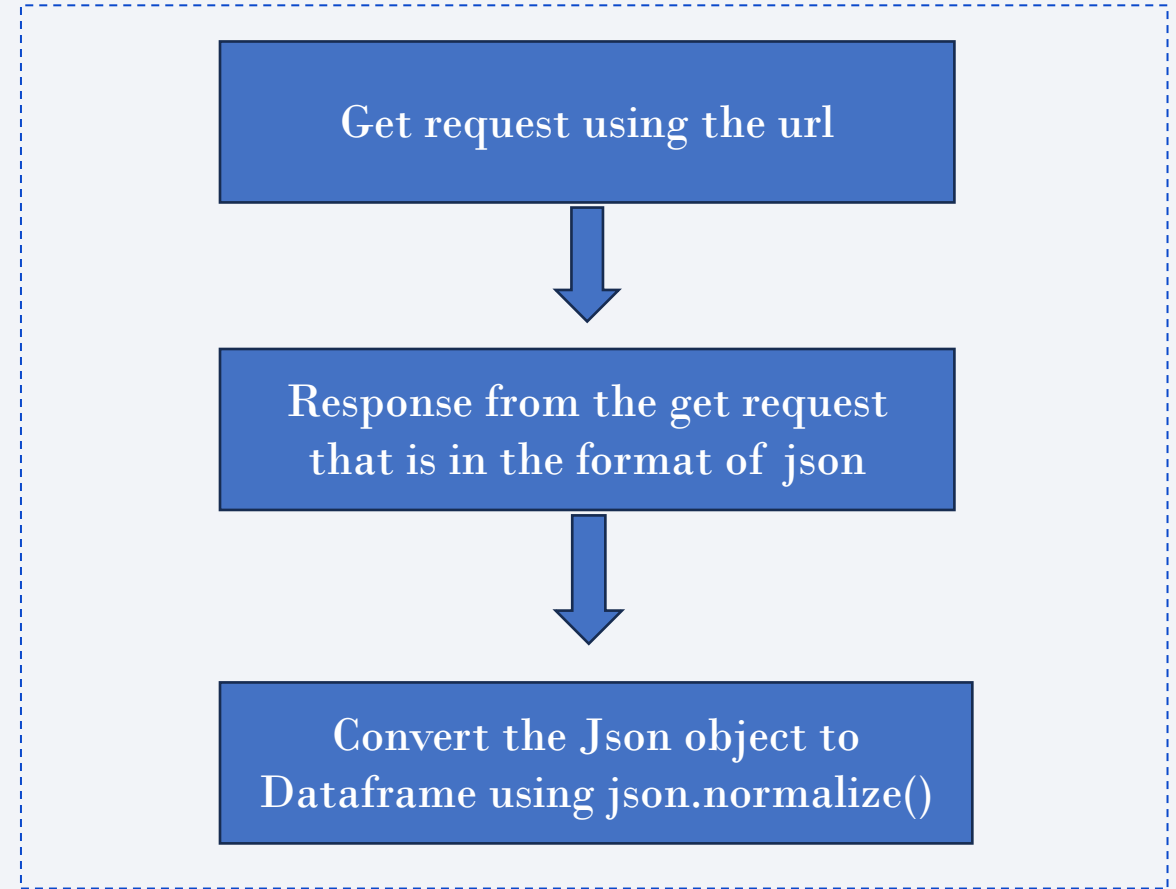 Get request using the url
Response from the get request
that is in the format of json
Convert the Json object to
Dataframe using json.normalize()